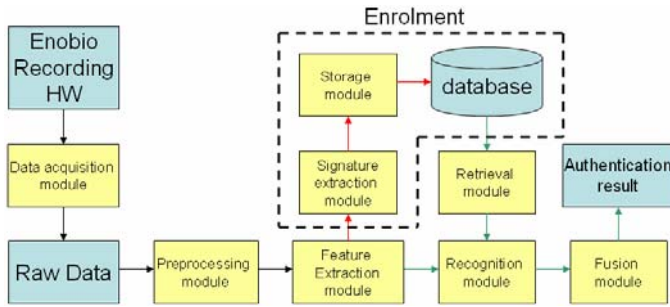 Enrolment
Enobio
Recording
HW
Storage
module
database
Data acquisition
module
Signature
extraction
module
Retrieval
module
Authentication
result
Raw Data
Preprocessing
module
Feature
Extraction
module
Recognition
module
Fusion
module